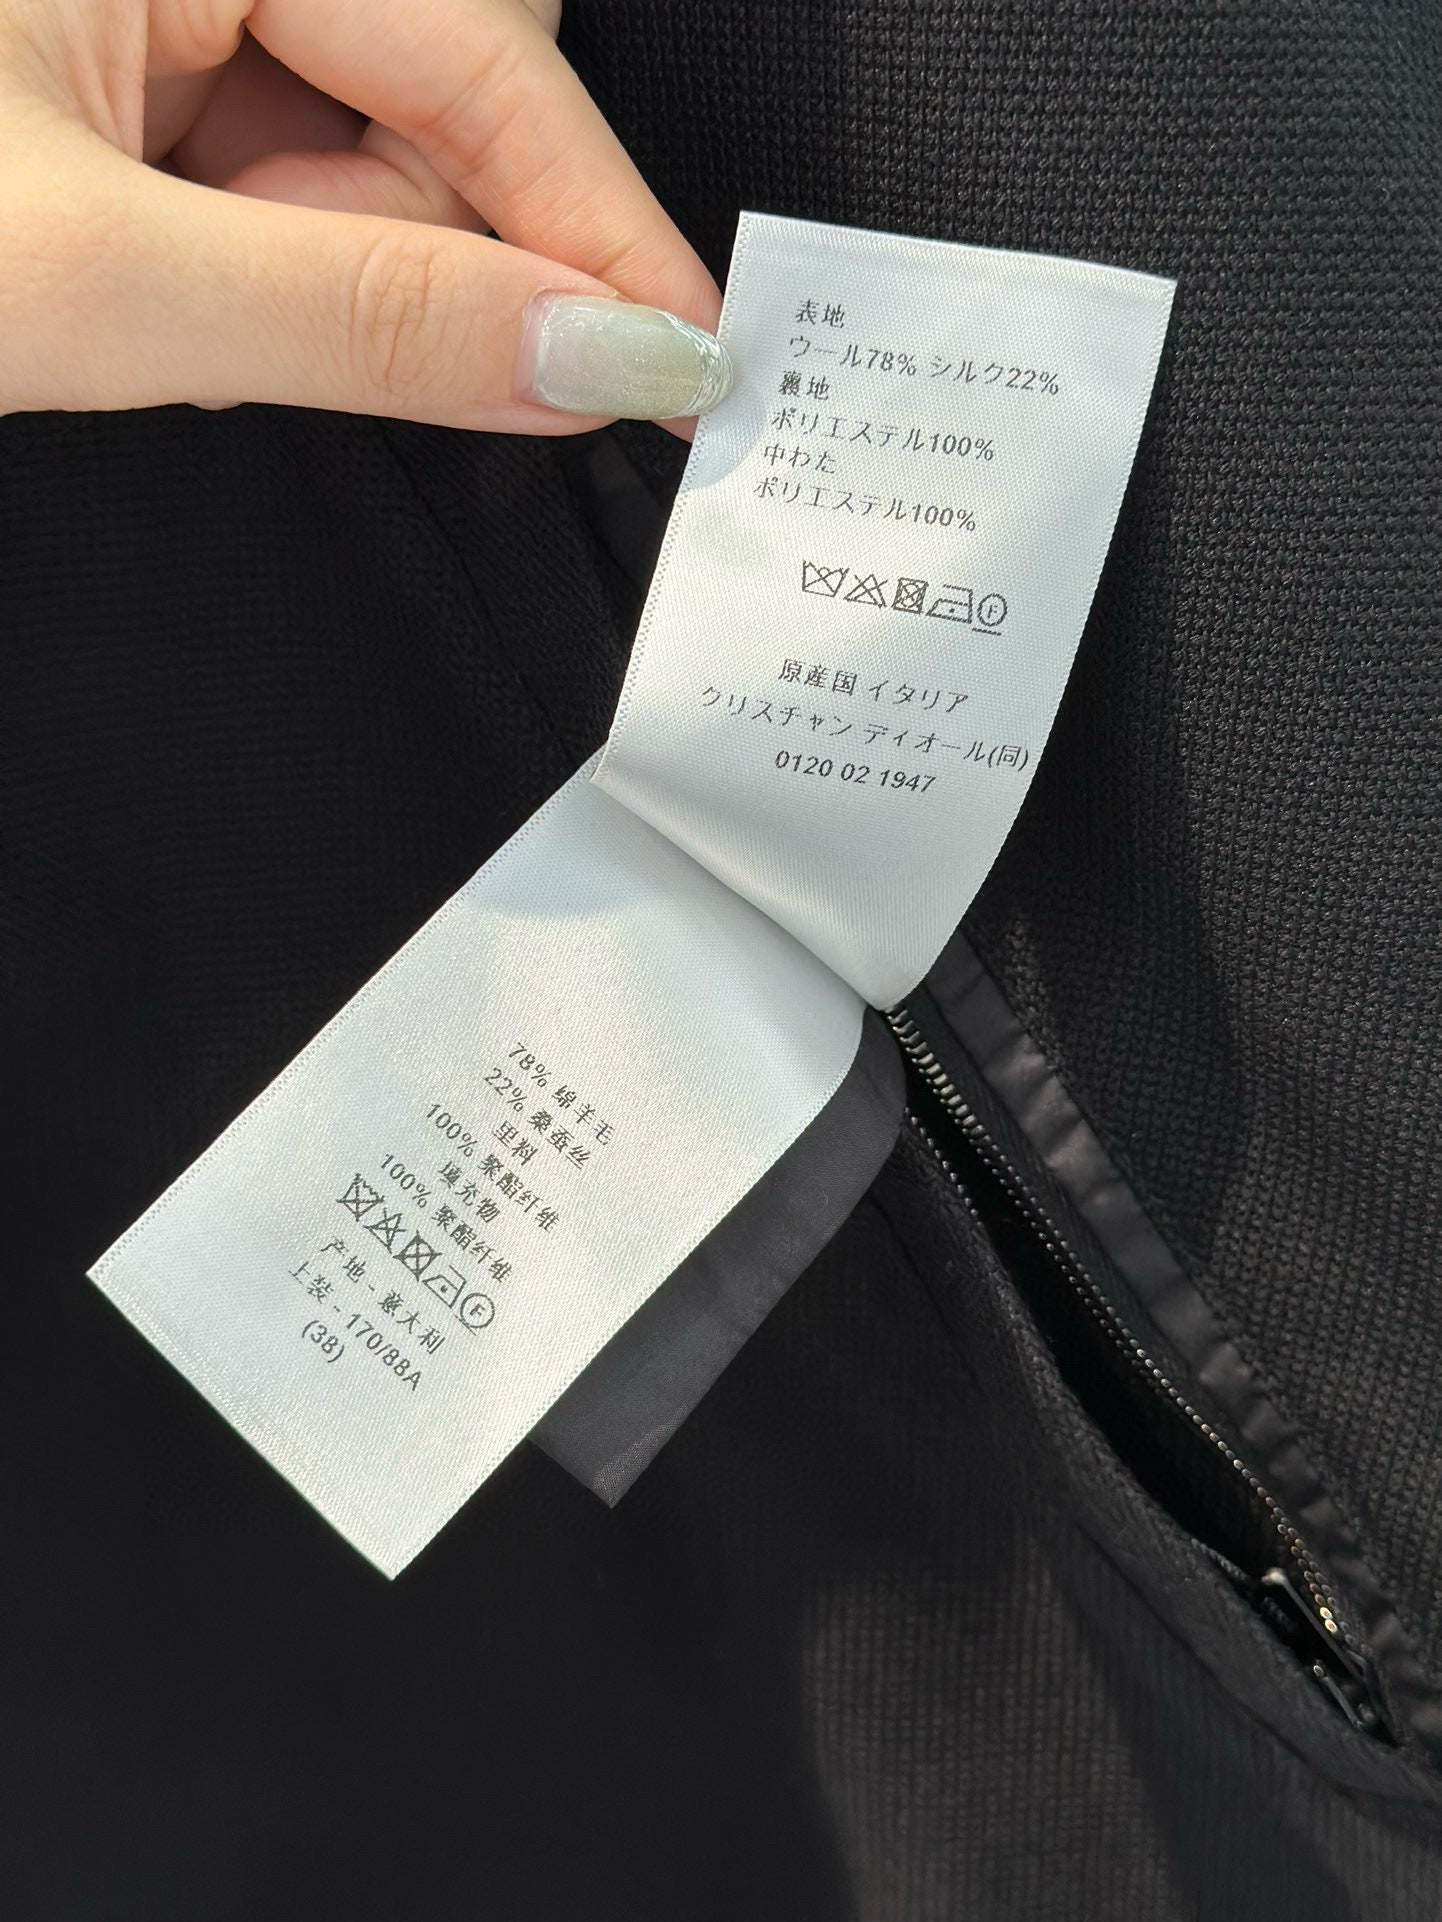 表地
ウール78% シルク22%
裏地
ポリエステル100%
中わた
ポリエステル100%
F
原産国 イタリア
クリスチャン ディオール(同)
0120 02 1947
78% 绵羊毛
22% 桑蚕丝
里料
100% 聚酯纤维
填充物
100% 聚酯纤维
F
产地 - 意大利
上装 - 170/88A
(38)